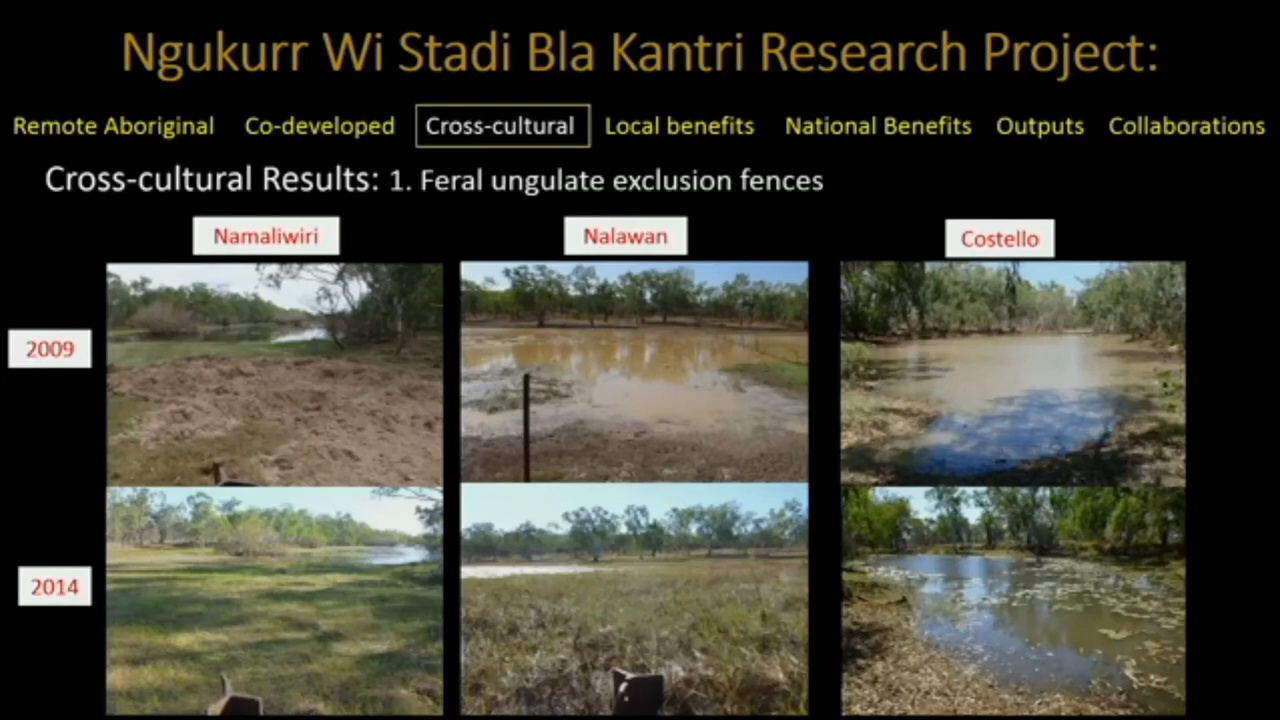 Ngukurr Wi Stadi Bla Kantri Research Project:
Remote Aboriginal Co-developed Cross-cultural Local benefits National Benefits Outputs Collaborations
Cross-cultural Results: 1. Feral ungulate exclusion fences
Namaliwiri Nalawan Costello
2009
2014